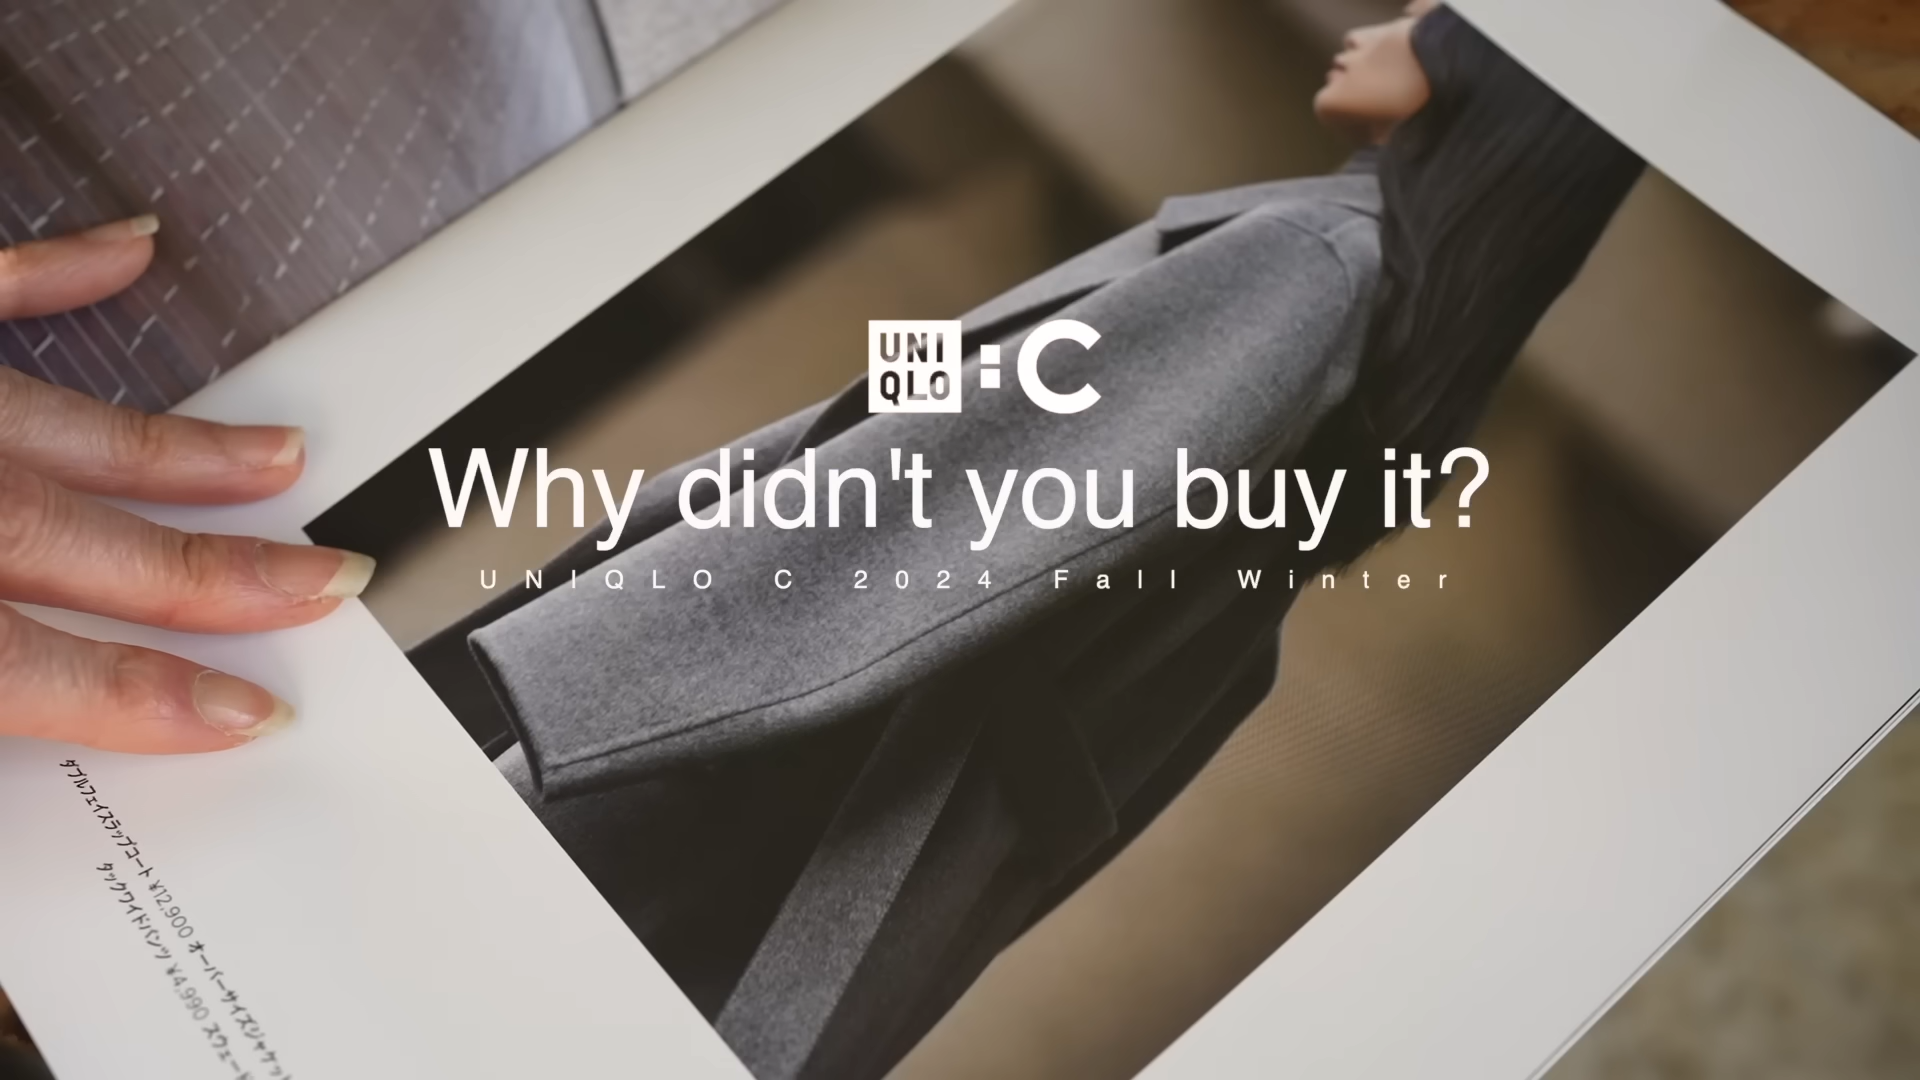 UNI
QLO
:C
Why didn't you buy it?
UNIQLO C 2024 Fall Winter
ダブルフェイスラップコート ¥12,900 オーバーサイズジャケット
タックワイドパンツ ¥4,990 スウェード